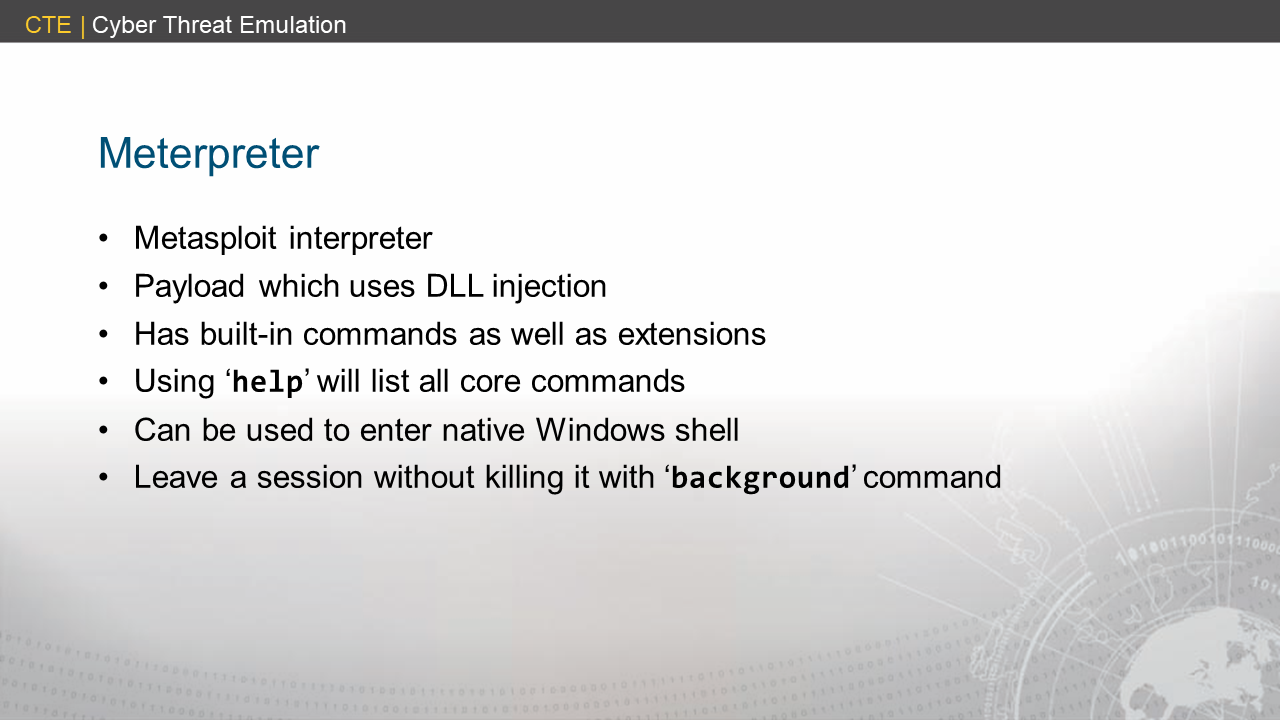 CTE | Cyber Threat Emulation
Meterpreter
• Metasploit interpreter
• Payload which uses DLL injection
• Has built-in commands as well as extensions
• Using ‘help’ will list all core commands
• Can be used to enter native Windows shell
• Leave a session without killing it with ‘background’ command